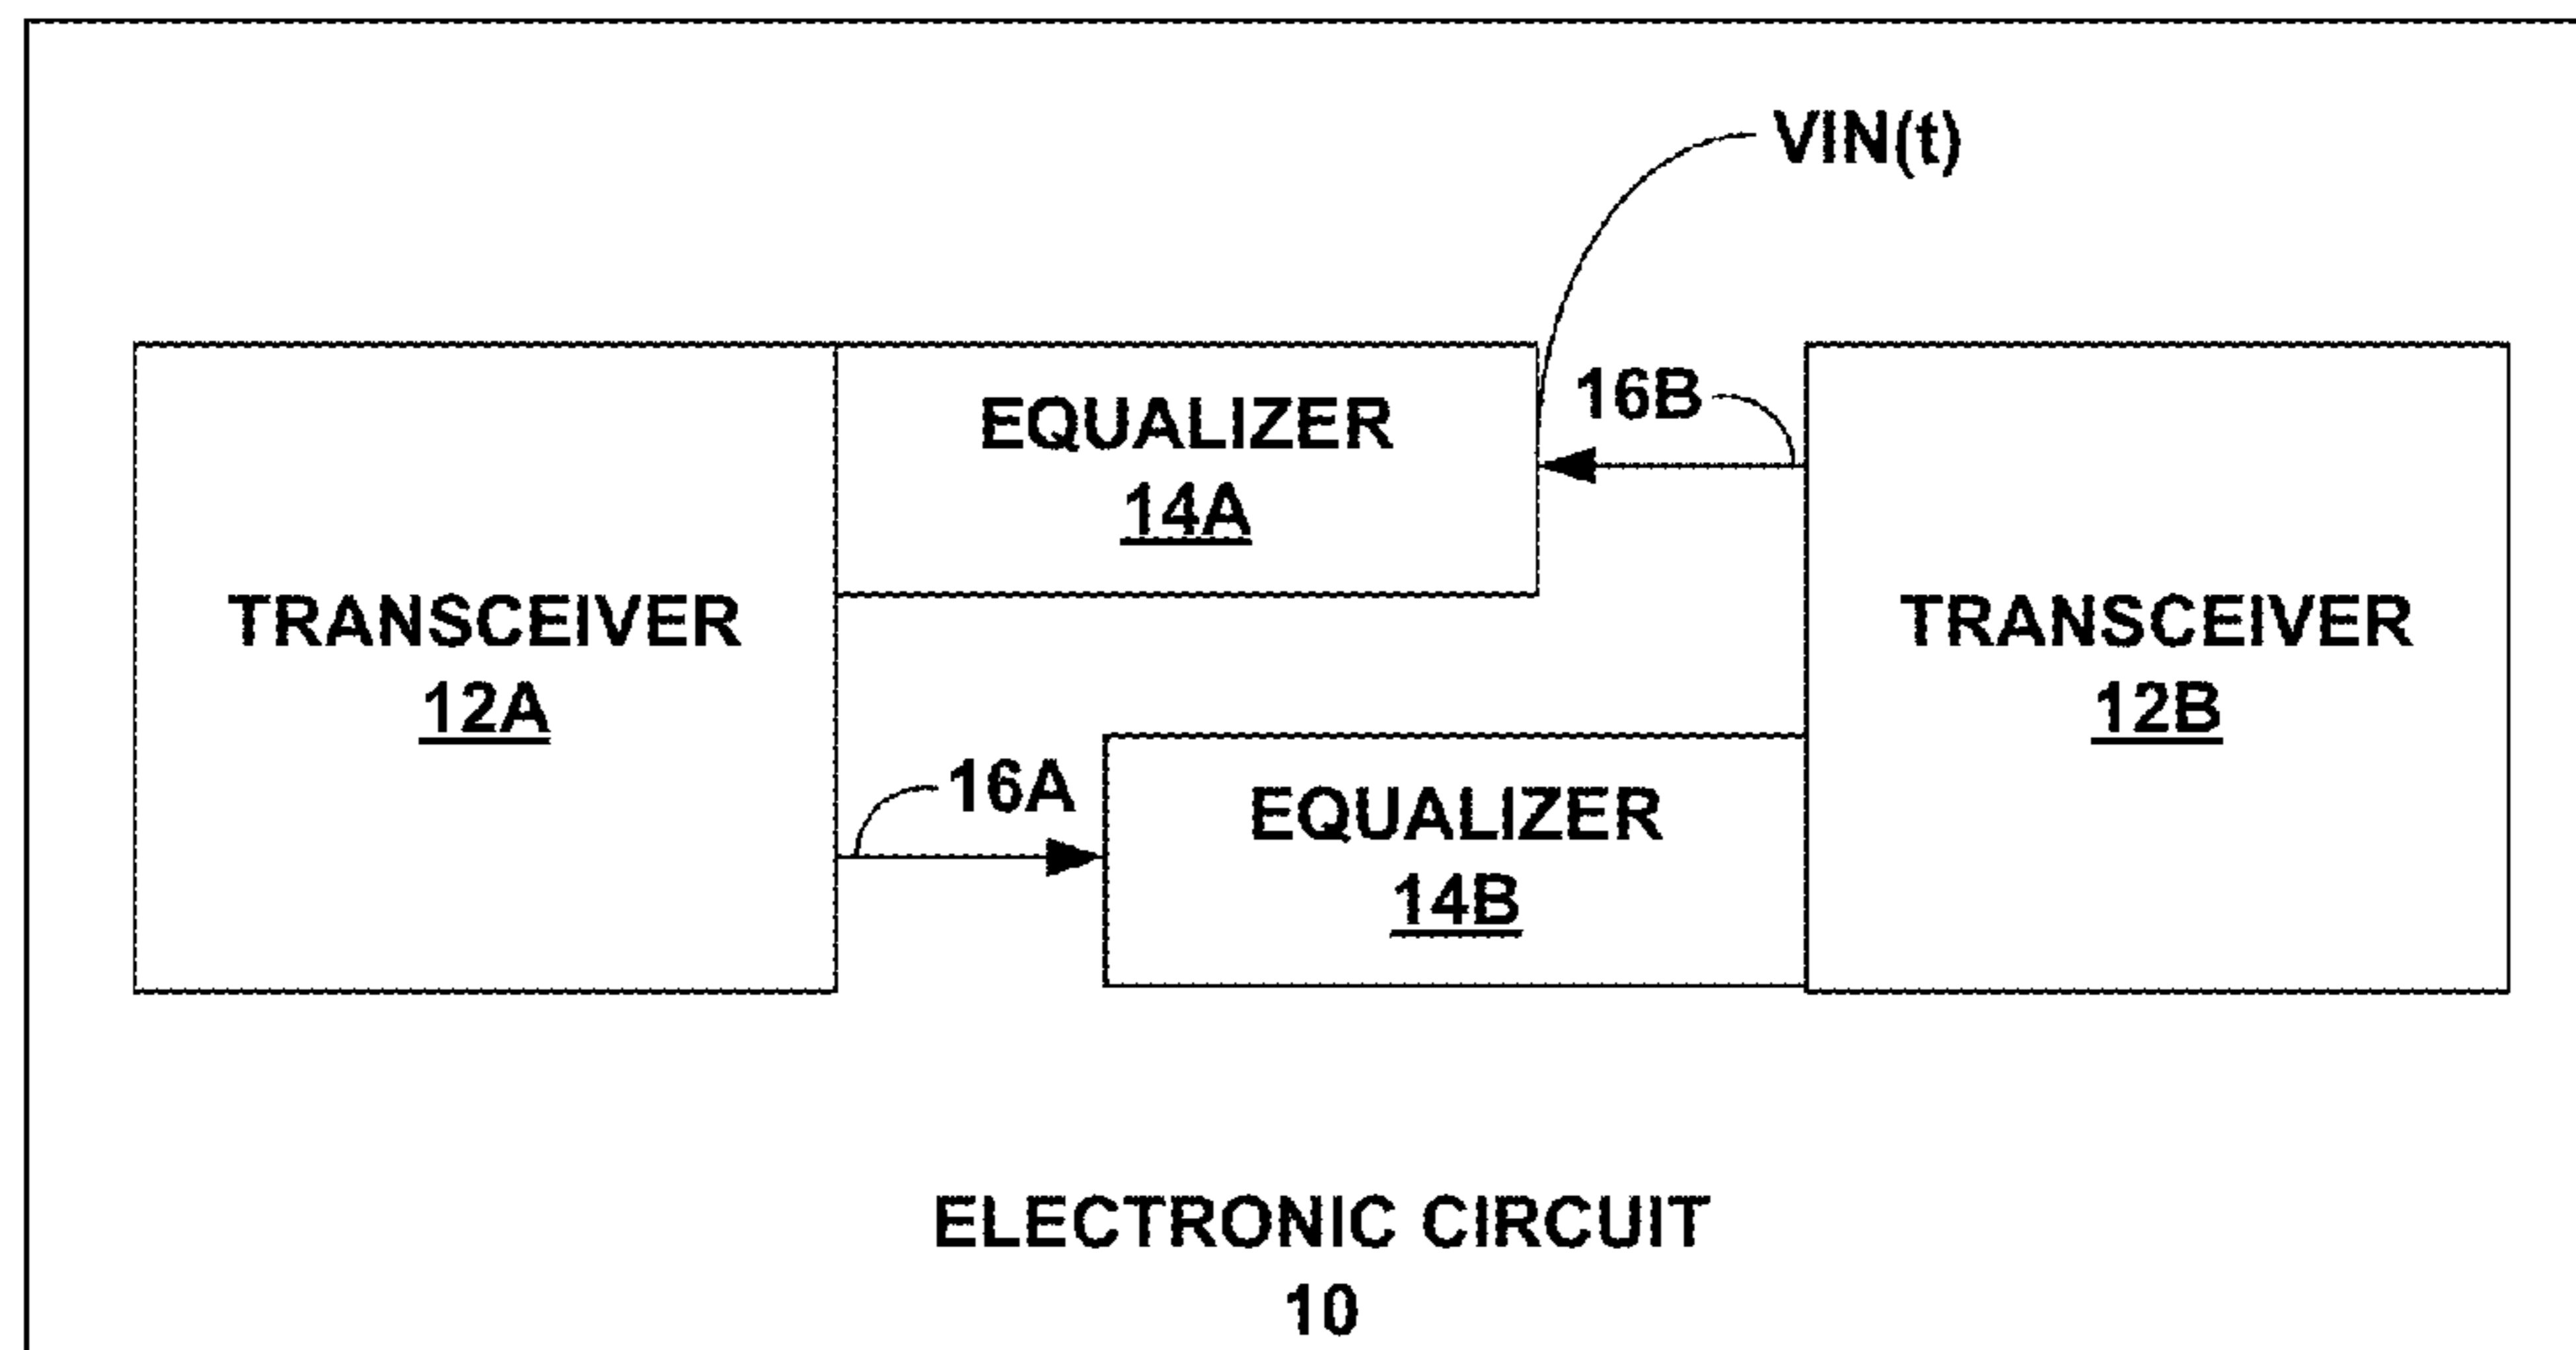 VIN(t)
EQUALIZER
14A
16B
TRANSCEIVER
12A
TRANSCEIVER
12B
16A
EQUALIZER
14B
ELECTRONIC CIRCUIT
10